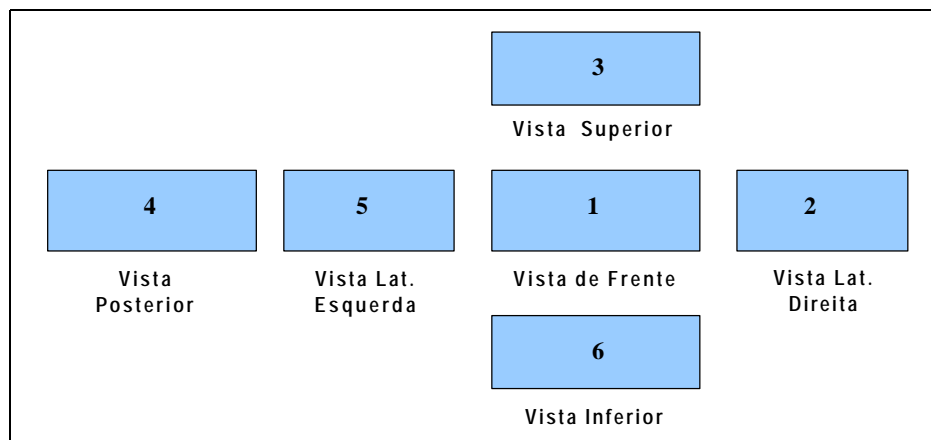 3
Vista Superior
4
5
1
2
Vista
Posterior
Vista Lat.
Esquerda
Vista de Frente
Vista Lat.
Direita
6
Vista Inferior